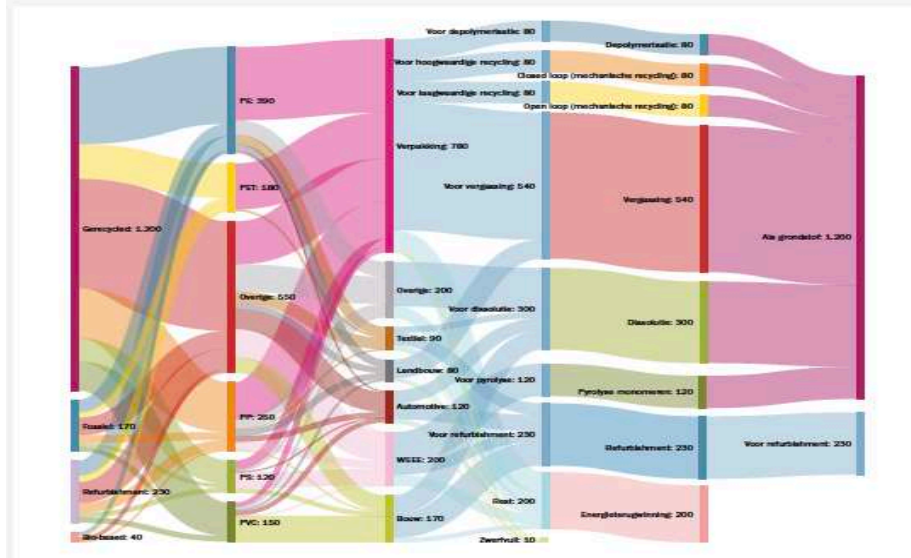 Gerecycled: 1.200
Fossiel: 170
Refurbishment: 230
Bio-based: 40
PE: 390
PET: 180
Overige: 550
PP: 250
PS: 120
PVC: 150
Verpakking: 780
Overige: 200
Textiel: 90
Landbouw: 80
Automotive: 120
WEEE: 200
Bouw: 170
Voor depolymerisatie: 80
Voor hoogwaardige recycling: 80
Voor laagwaardige recycling: 80
Voor vergassing: 540
Voor dissolutie: 300
Voor pyrolyse: 120
Voor refurbishment: 230
Rest: 200
Zwerfvuil: 10
Depolymerisatie: 80
Closed loop (mechanische recycling): 80
Open loop (mechanische recycling): 80
Vergassing: 540
Dissolutie: 300
Pyrolyse monomeren: 120
Refurbishment: 230
Energieterugwinning: 200
Als grondstof: 1.200
Voor refurbishment: 230